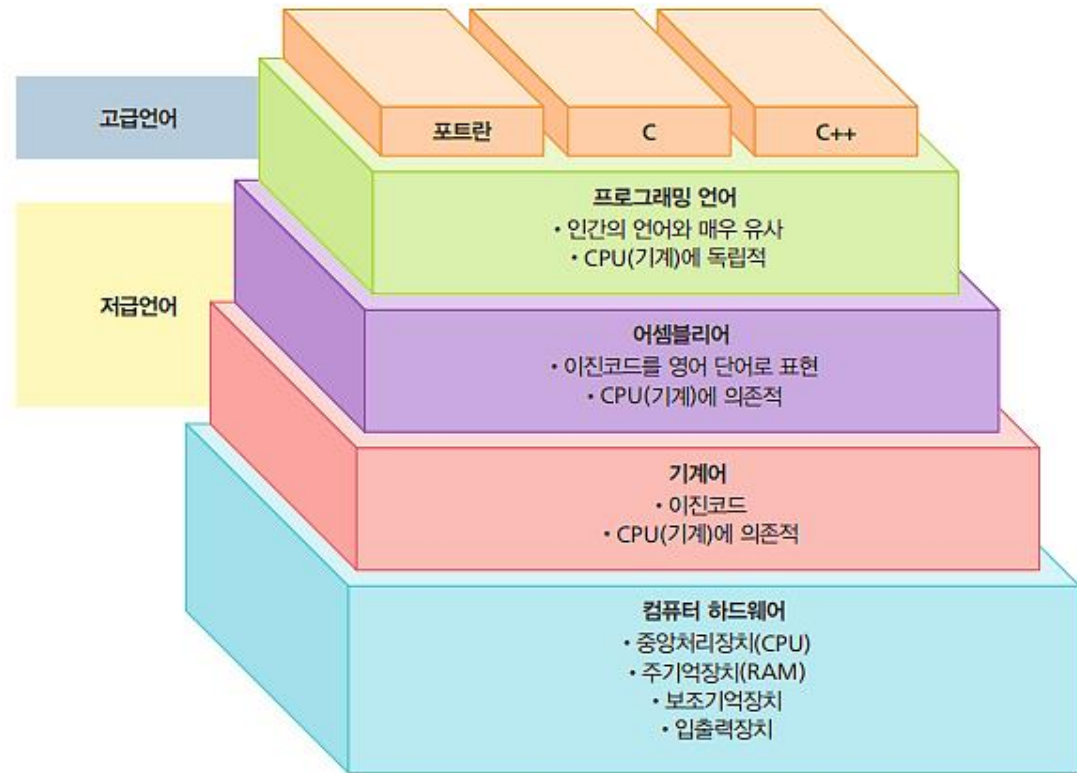 고급언어
저급언어
포트란
C
C++
프로그래밍 언어
• 인간의 언어와 매우 유사
• CPU(기계)에 독립적
어셈블리어
• 이진코드를 영어 단어로 표현
• CPU(기계)에 의존적
기계어
• 이진코드
• CPU(기계)에 의존적
컴퓨터 하드웨어
• 중앙처리장치(CPU)
• 주기억장치(RAM)
• 보조기억장치
• 입출력장치